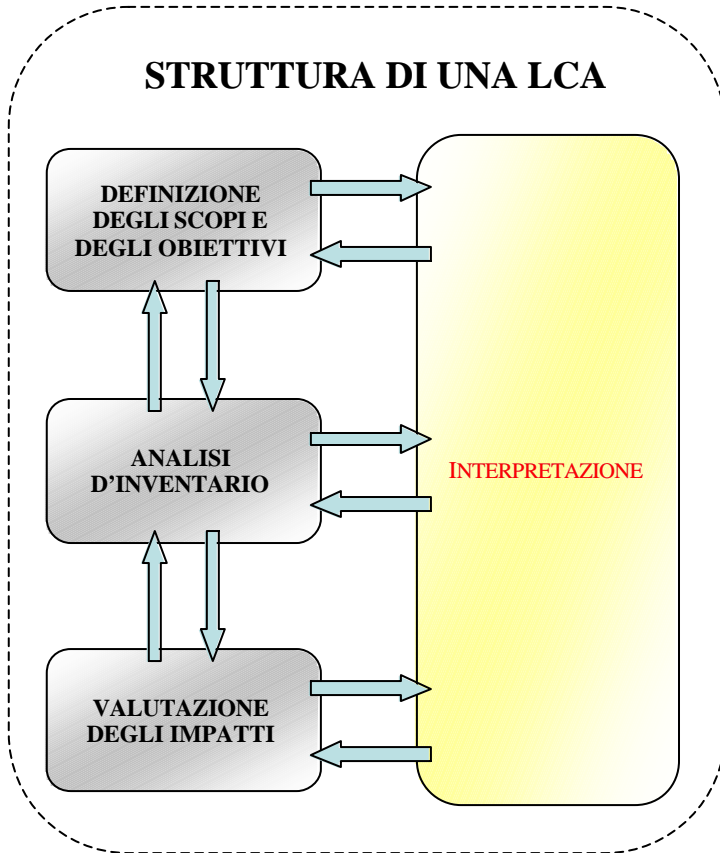 STRUTTURA DI UNA LCA
DEFINIZIONE
DEGLI SCOPI E
DEGLI OBIETTIVI
ANALISI
D'INVENTARIO
INTERPRETAZIONE
VALUTAZIONE
DEGLI IMPATTI